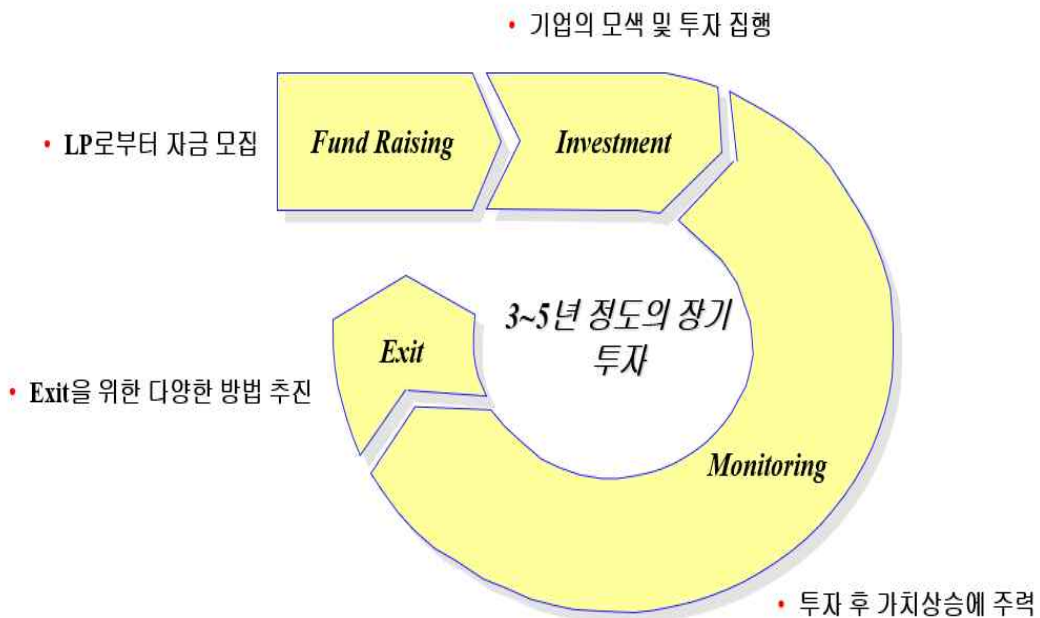 • 기업의 모색 및 투자 집행
• LP로부터 자금 모집
Fund Raising
Investment
3~5년 정도의 장기
투자
Exit
• Exit을 위한 다양한 방법 추진
Monitoring
• 투자 후 가치상승에 주력